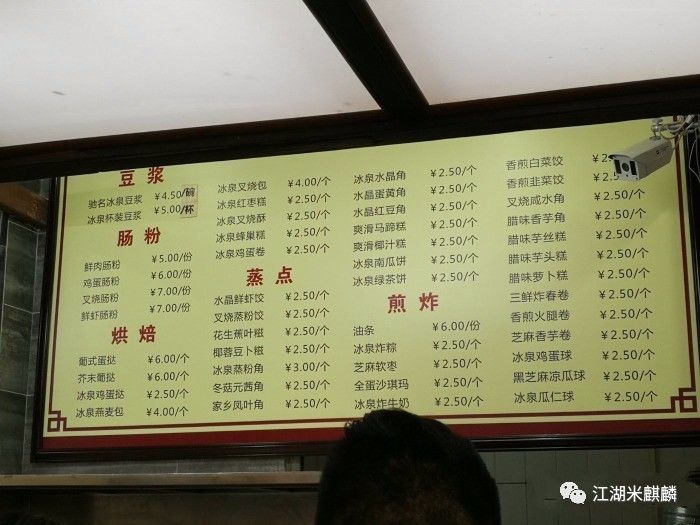 豆浆
驰名冰泉豆浆 ¥4.50/碗
冰泉杯装豆浆 ¥5.00/杯
肠粉
鲜肉肠粉 ¥5.00/份
鸡蛋肠粉 ¥6.00/份
叉烧肠粉 ¥7.00/份
鲜虾肠粉 ¥7.00/份
烘焙
葡式蛋挞 ¥6.00/个
芥末葡挞 ¥6.00/个
冰泉鸡蛋挞 ¥2.50/个
冰泉燕麦包 ¥4.00/个
冰泉叉烧包 ¥4.00/个
冰泉红枣糕 ¥2.50/个
冰泉叉烧酥 ¥2.50/个
冰泉蜂巢糕 ¥2.50/个
冰泉鸡蛋卷 ¥2.50/个
蒸点
水晶鲜虾饺 ¥2.50/个
叉烧蒸粉饺 ¥2.50/个
花生蕉叶糍 ¥2.50/个
椰蓉豆卜糍 ¥2.50/个
冰泉蒸粉角 ¥3.00/个
冬菇元茜角 ¥2.50/个
家乡凤叶角 ¥2.50/个
冰泉水晶角 ¥2.50/个
水晶蛋黄角 ¥2.50/个
水晶红豆角 ¥2.50/个
爽滑马蹄糕 ¥2.50/个
爽滑椰汁糕 ¥2.50/个
冰泉南瓜饼 ¥2.50/个
冰泉绿茶饼 ¥2.50/个
煎炸
油条 ¥6.00/份
冰泉炸粽 ¥2.50/个
芝麻软枣 ¥2.50/个
全蛋沙琪玛 ¥2.50/个
冰泉炸牛奶 ¥2.50/个
香煎白菜饺
香煎韭菜饺
叉烧咸水角 ¥2.50/个
腊味香芋角 ¥2.50/个
腊味芋丝糕 ¥2.50/个
腊味芋头糕 ¥2.50/个
腊味萝卜糕 ¥2.50/个
三鲜炸春卷 ¥2.50/个
香煎火腿卷 ¥2.50/个
芝麻香芋卷 ¥2.50/个
冰泉鸡蛋球 ¥2.50/个
黑芝麻凉瓜球 ¥2.50/个
冰泉瓜仁球 ¥2.50/个
江湖米麒麟